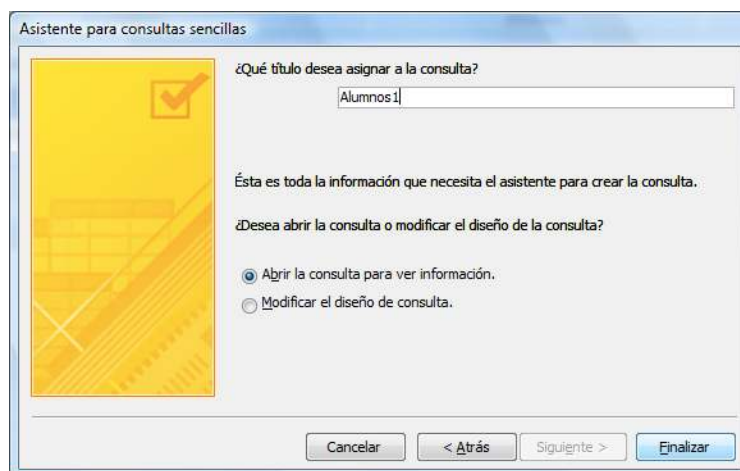 Asistente para consultas sencillas
¿Qué título desea asignar a la consulta?
Alumnos1
Ésta es toda la información que necesita el asistente para crear la consulta.
¿Desea abrir la consulta o modificar el diseño de la consulta?
Abrir la consulta para ver información.
Modificar el diseño de consulta.
Cancelar
< Atrás
Siguiente >
Finalizar